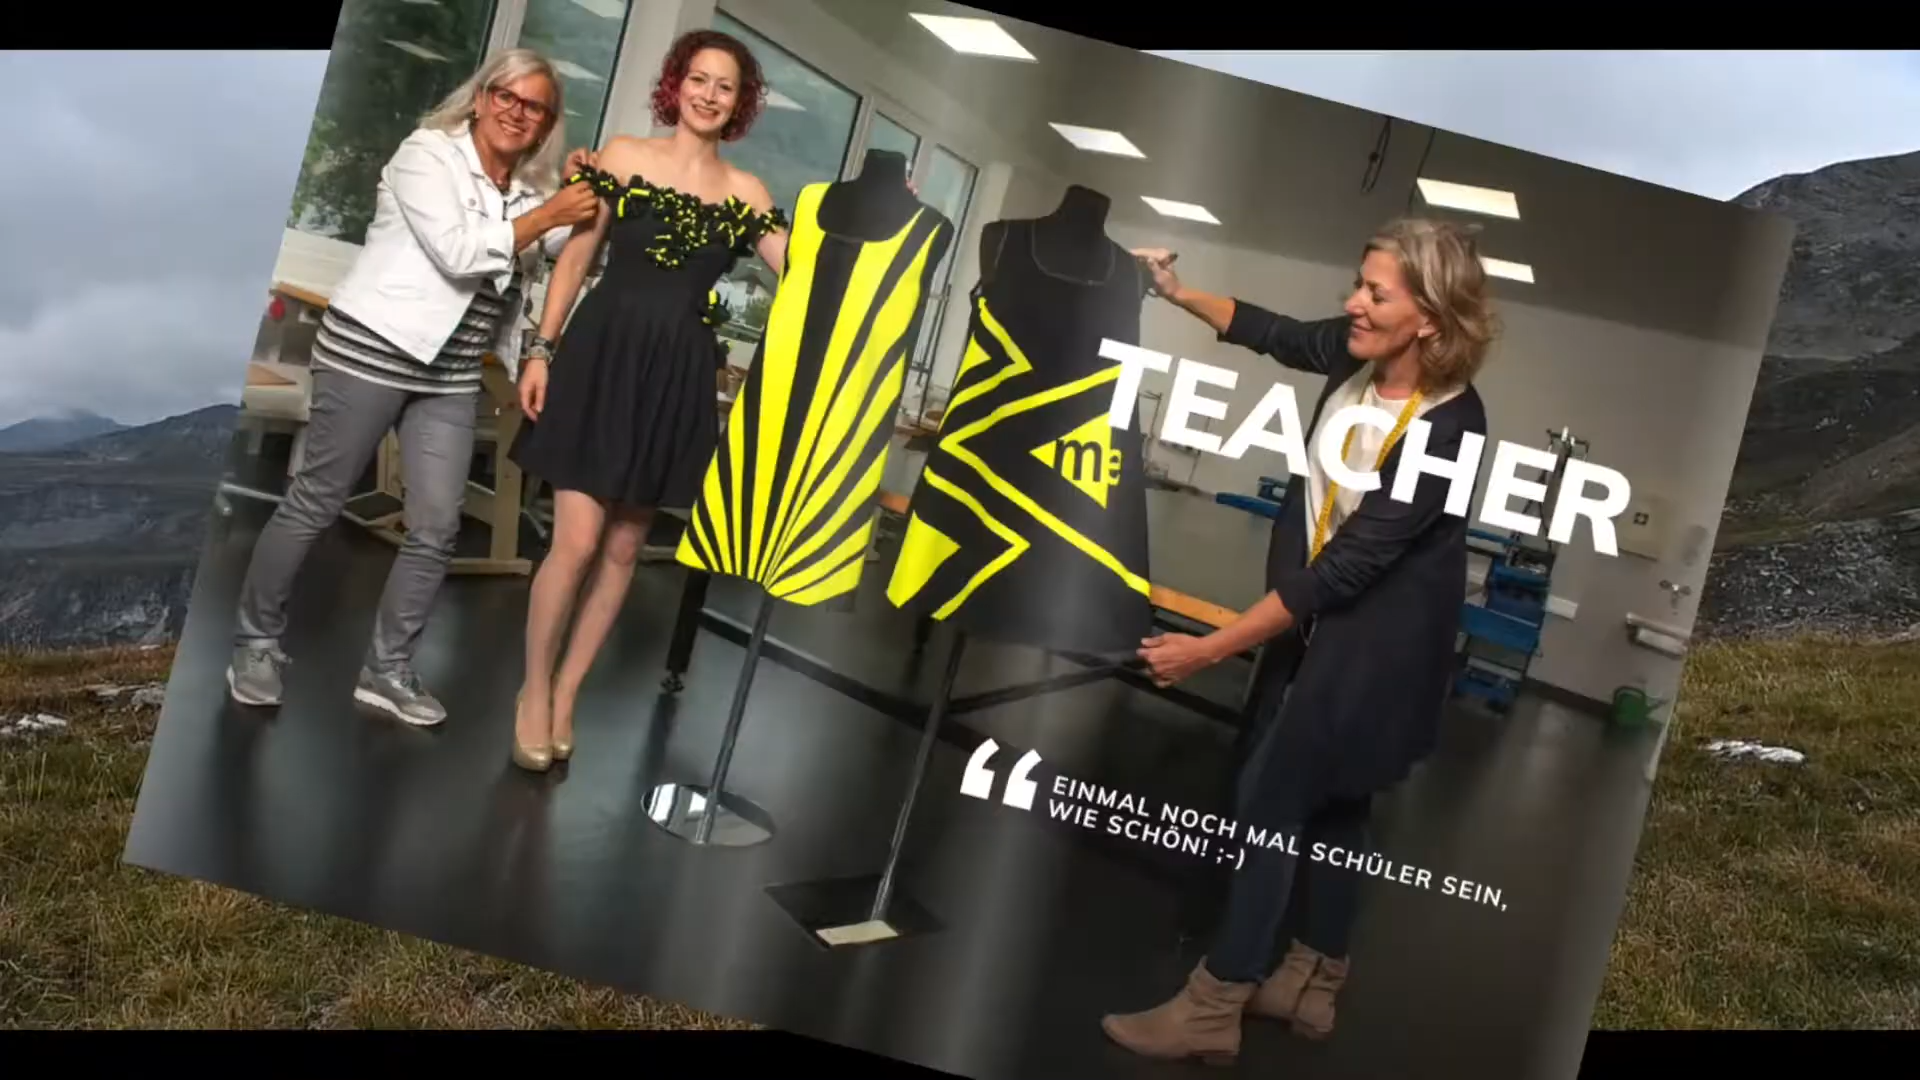 me
TEACHER
“ EINMAL NOCH MAL SCHÜLER SEIN,
WIE SCHÖN! ;-)